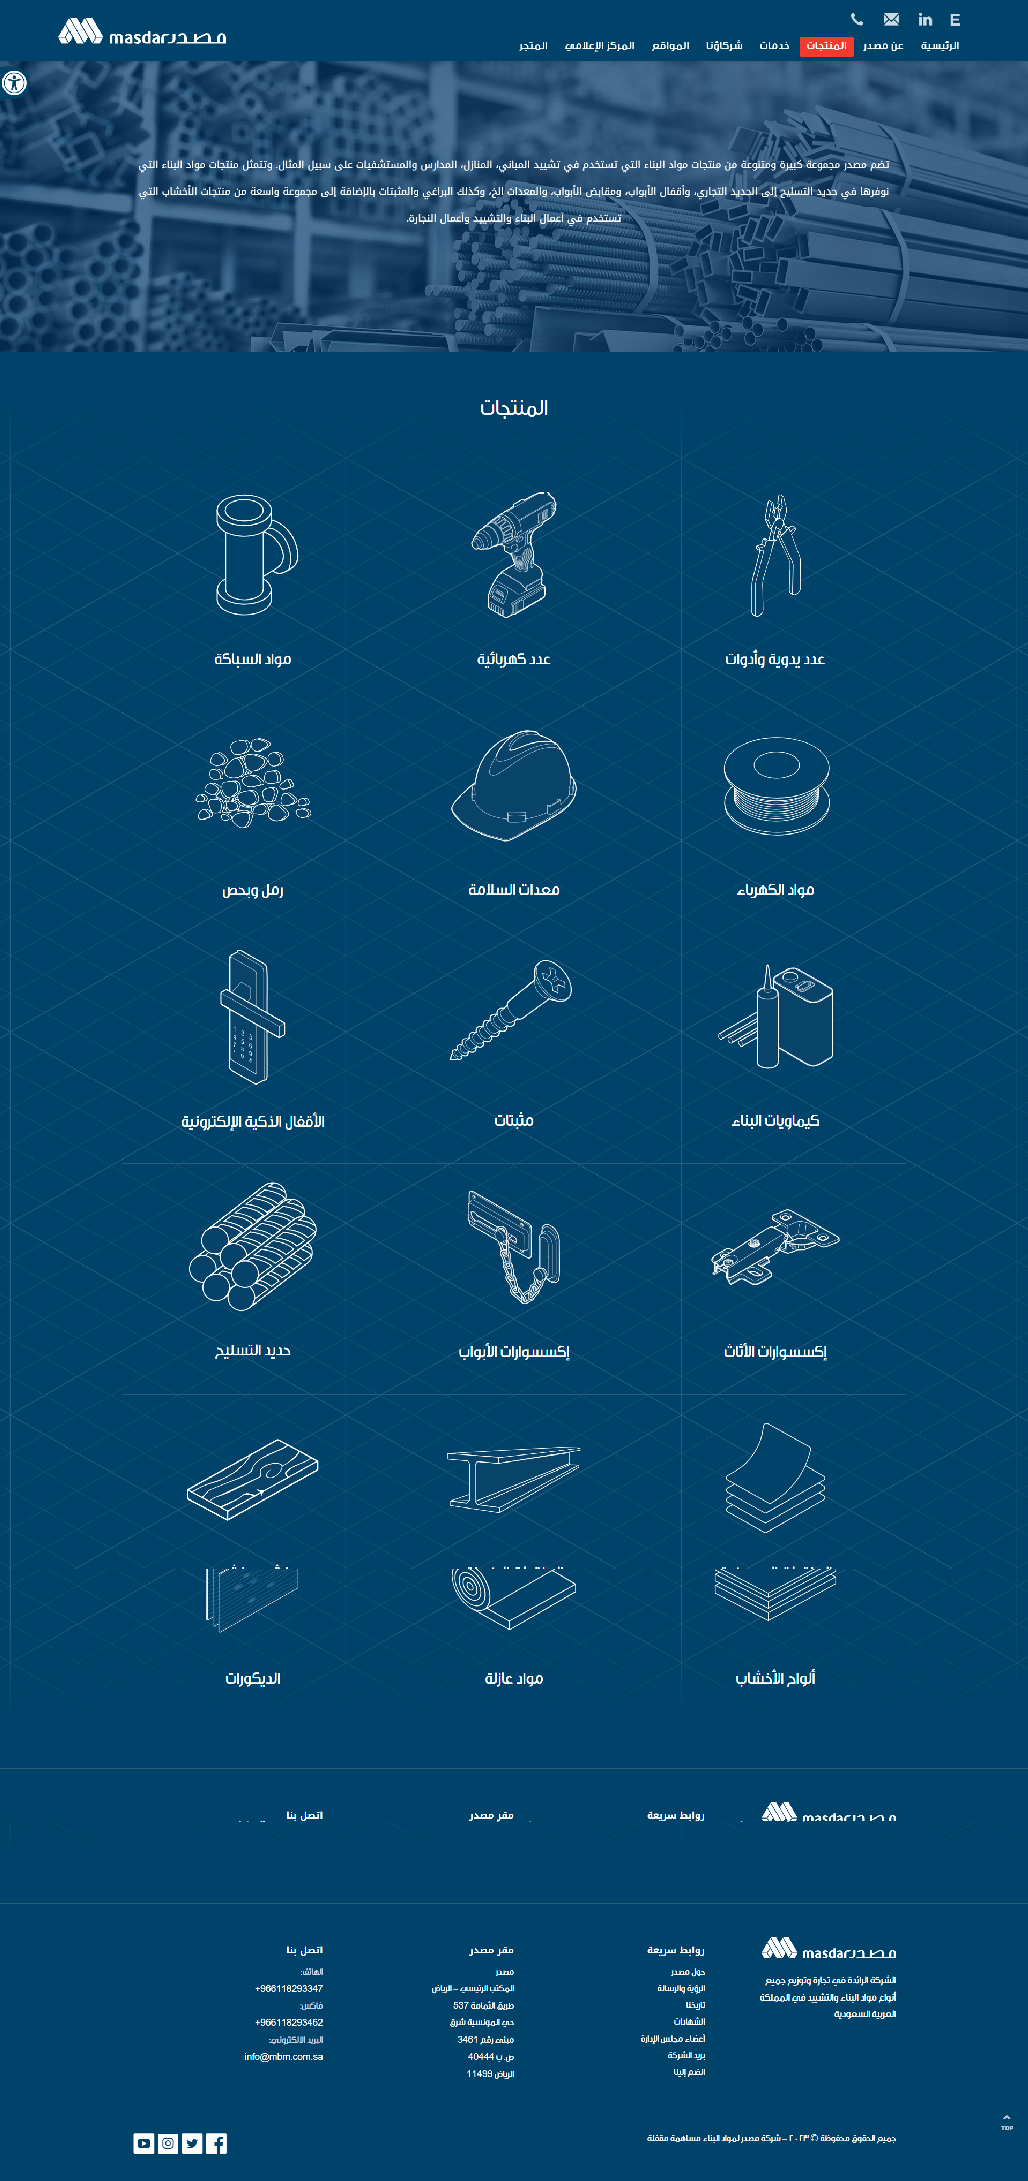 E
masdar مصدر
الرئيسية
عن مصدر
المنتجات
خدمات
شركاؤنا
المواقع
المركز الإعلامي
المتجر
تضم مصدر مجموعة كبيرة ومتنوعة من منتجات مواد البناء التي تستخدم في تشييد المباني، المنازل، المدارس والمستشفيات على سبيل المثال. وتتمثل منتجات مواد البناء التي
نوفرها في حديد التسليح إلى الحديد التجاري، وأقفال الأبواب، ومقابض الأبواب، والمعدات الخ، وكذلك البراغي والمثبتات بالإضافة إلى مجموعة واسعة من منتجات الأخشاب التي
تستخدم في أعمال البناء والتشييد وأعمال النجارة.
المنتجات
عدد يدوية وأدوات
عدد كهربائية
مواد السباكة
مواد الكهرباء
معدات السلامة
رمل وبحص
كيماويات البناء
مثبتات
الأقفال الذكية الإلكترونية
إكسسوارات الأثاث
إكسسوارات الأبواب
حديد التسليح
ألواح الأخشاب
مواد عازلة
الديكورات
masdar مصدر
روابط سريعة
مقر مصدر
اتصل بنا
masdar مصدر
الشركة الرائدة في تجارة وتوزيع جميع
أنواع مواد البناء والتشييد في المملكة
العربية السعودية
روابط سريعة
حول مصدر
الرؤية والرسالة
تاريخنا
الشهادات
أعضاء مجلس الإدارة
بريد الشركة
انضم إلينا
مقر مصدر
مصدر
المكتب الرئيسي – الرياض
طريق الثمامة 537
حي المونسية شرق
مبنى رقم 3461
ص. ب 40444
الرياض 11499
اتصل بنا
الهاتف:
+966118293347
فاكس:
+966118293462
البريد الالكتروني:
info@mbm.com.sa
TOP
جميع الحقوق محفوظة © ٢٠٢٣ – شركة مصدر لمواد البناء مساهمة مقفلة